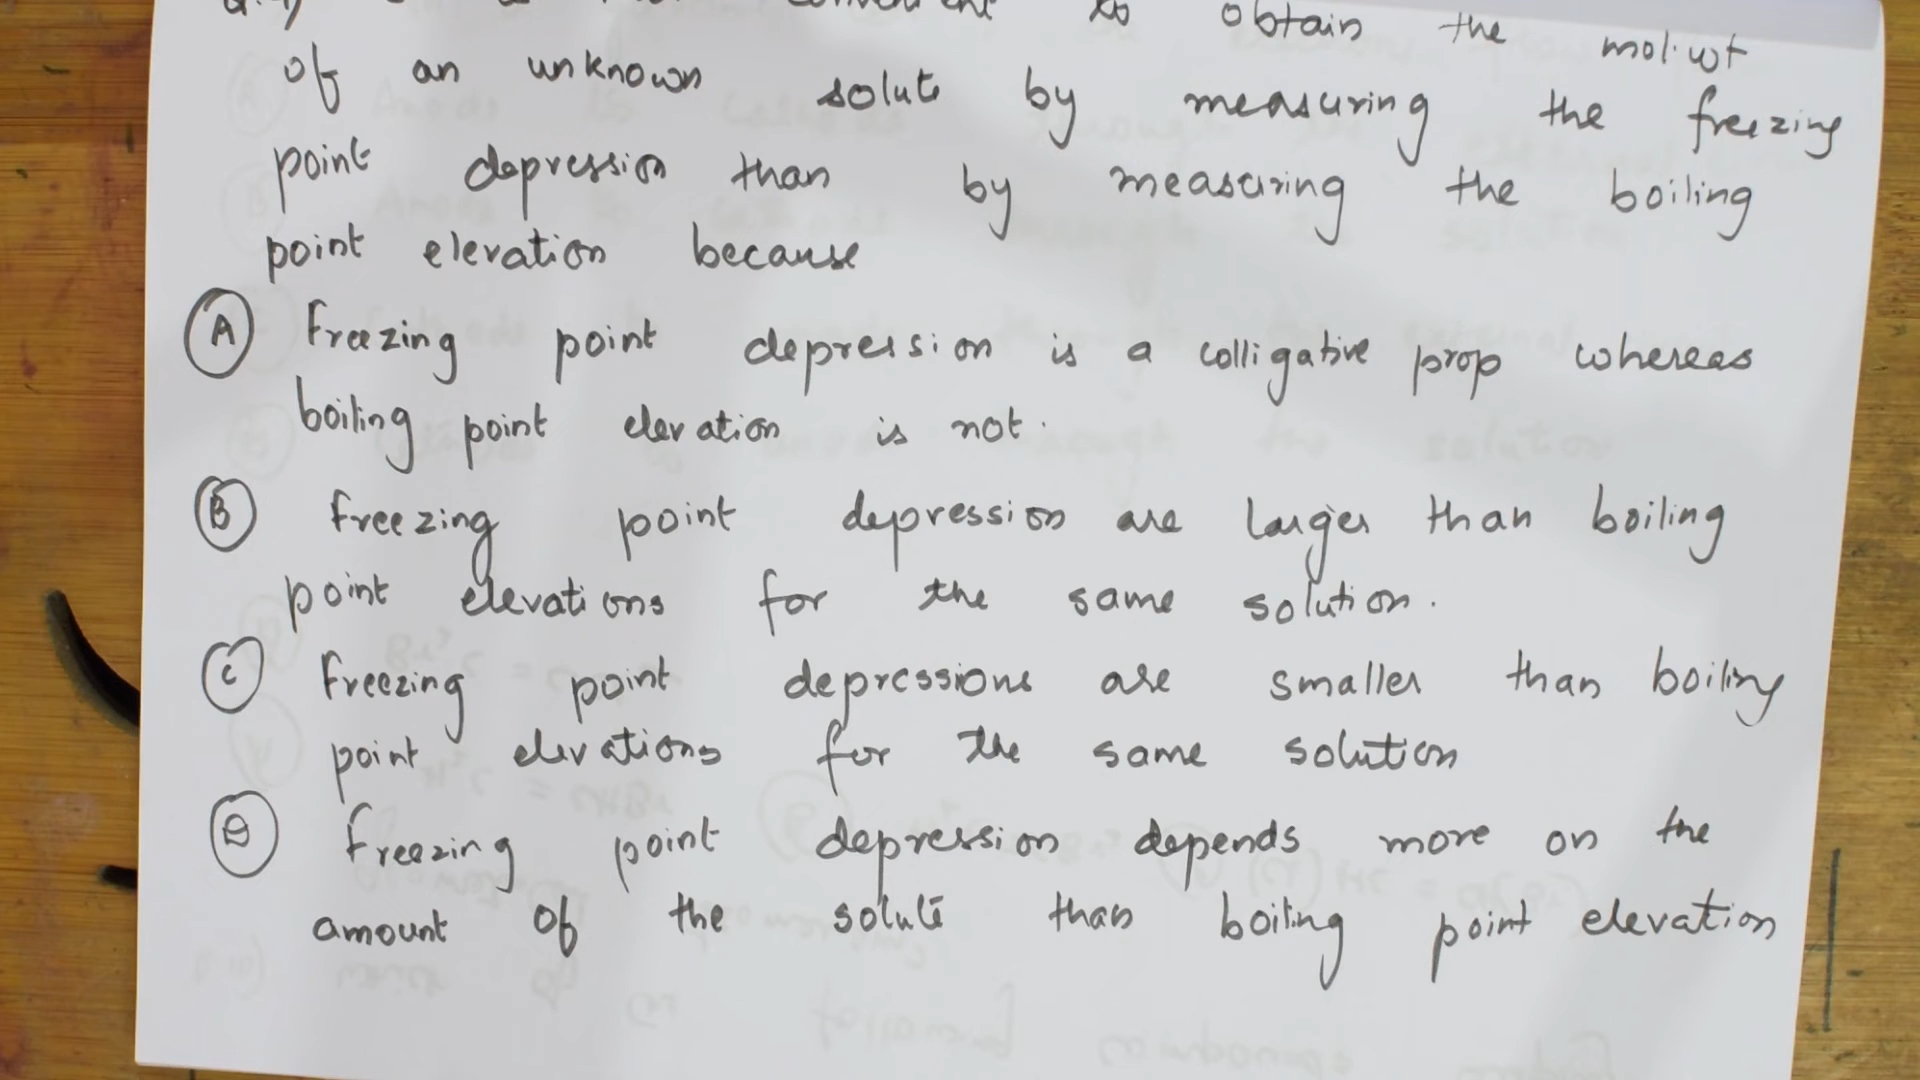 to obtain the mol. wt
of an unknown solute by measuring the freezing
point depression than by measuring the boiling
point elevation because
(A) Freezing point depression is a colligative prop whereas
boiling point elevation is not.
(B) freezing point depression are larger than boiling
point elevations for the same solution.
(C) Freezing point depressions are smaller than boiling
point elevations for the same solution
(D) Freezing point depression depends more on the
amount of the solute than boiling point elevation